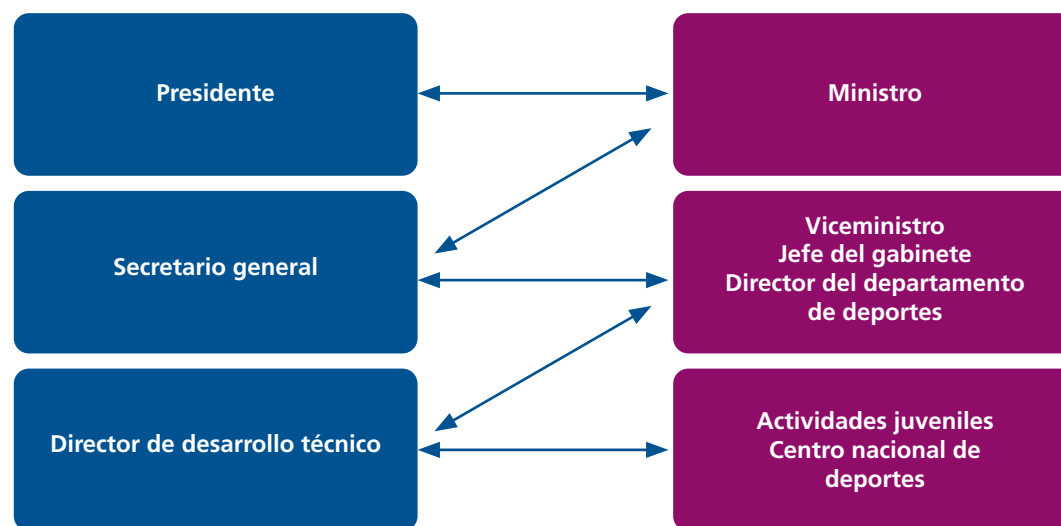 Presidente
Ministro
Secretario general
Viceministro
Jefe del gabinete
Director del departamento
de deportes
Director de desarrollo técnico
Actividades juveniles
Centro nacional de
deportes